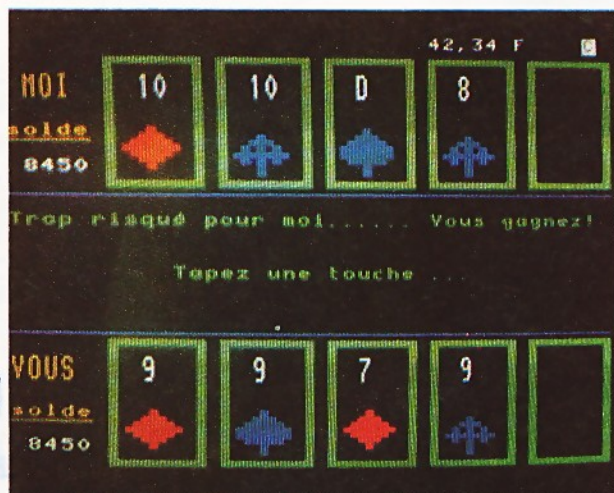 42,34 F C
MOI 10 10 D 8
solde
8450
Trop risqué pour moi...... Vous gagnez!
Tapez une touche ...
VOUS 9 9 7 9
solde
8450